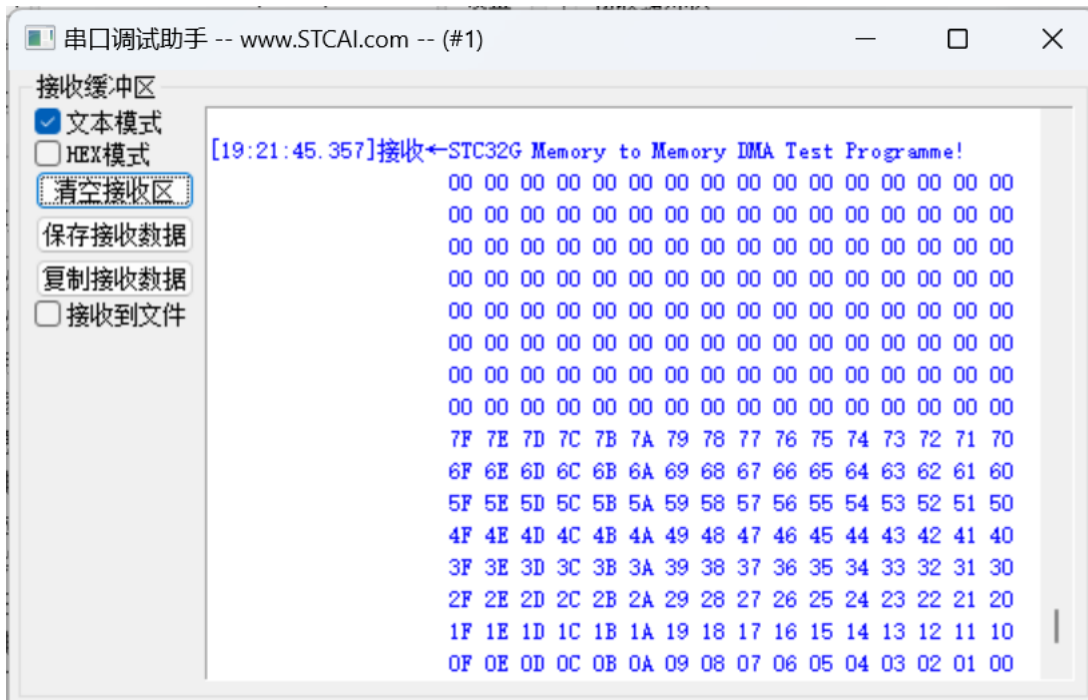 串口调试助手 -- www.STCAI.com -- (#1)
接收缓冲区
文本模式
HEX模式
清空接收区
保存接收数据
复制接收数据
接收到文件
[19:21:45.357]接收←STC32G Memory to Memory DMA Test Programme!
00 00 00 00 00 00 00 00 00 00 00 00 00 00 00 00
00 00 00 00 00 00 00 00 00 00 00 00 00 00 00 00
00 00 00 00 00 00 00 00 00 00 00 00 00 00 00 00
00 00 00 00 00 00 00 00 00 00 00 00 00 00 00 00
00 00 00 00 00 00 00 00 00 00 00 00 00 00 00 00
00 00 00 00 00 00 00 00 00 00 00 00 00 00 00 00
00 00 00 00 00 00 00 00 00 00 00 00 00 00 00 00
00 00 00 00 00 00 00 00 00 00 00 00 00 00 00 00
7F 7E 7D 7C 7B 7A 79 78 77 76 75 74 73 72 71 70
6F 6E 6D 6C 6B 6A 69 68 67 66 65 64 63 62 61 60
5F 5E 5D 5C 5B 5A 59 58 57 56 55 54 53 52 51 50
4F 4E 4D 4C 4B 4A 49 48 47 46 45 44 43 42 41 40
3F 3E 3D 3C 3B 3A 39 38 37 36 35 34 33 32 31 30
2F 2E 2D 2C 2B 2A 29 28 27 26 25 24 23 22 21 20
1F 1E 1D 1C 1B 1A 19 18 17 16 15 14 13 12 11 10
0F 0E 0D 0C 0B 0A 09 08 07 06 05 04 03 02 01 00